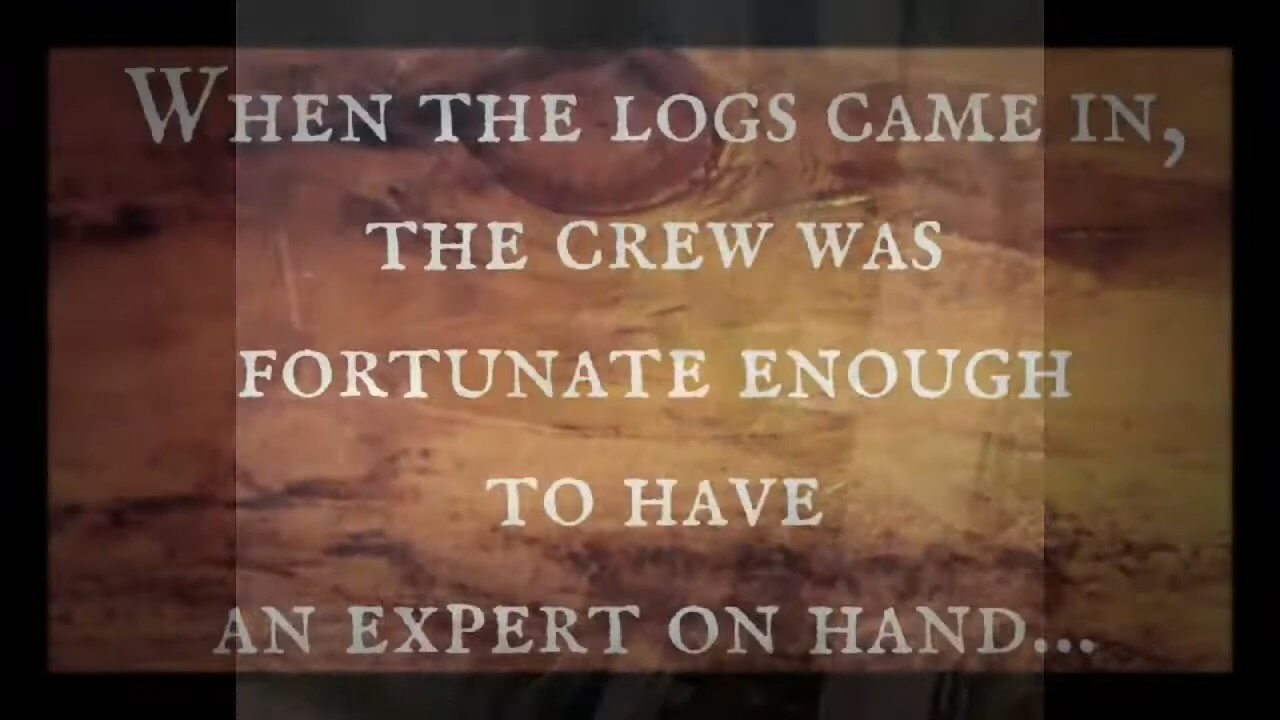 When the logs came in,
the crew was
fortunate enough
to have
an expert on hand...